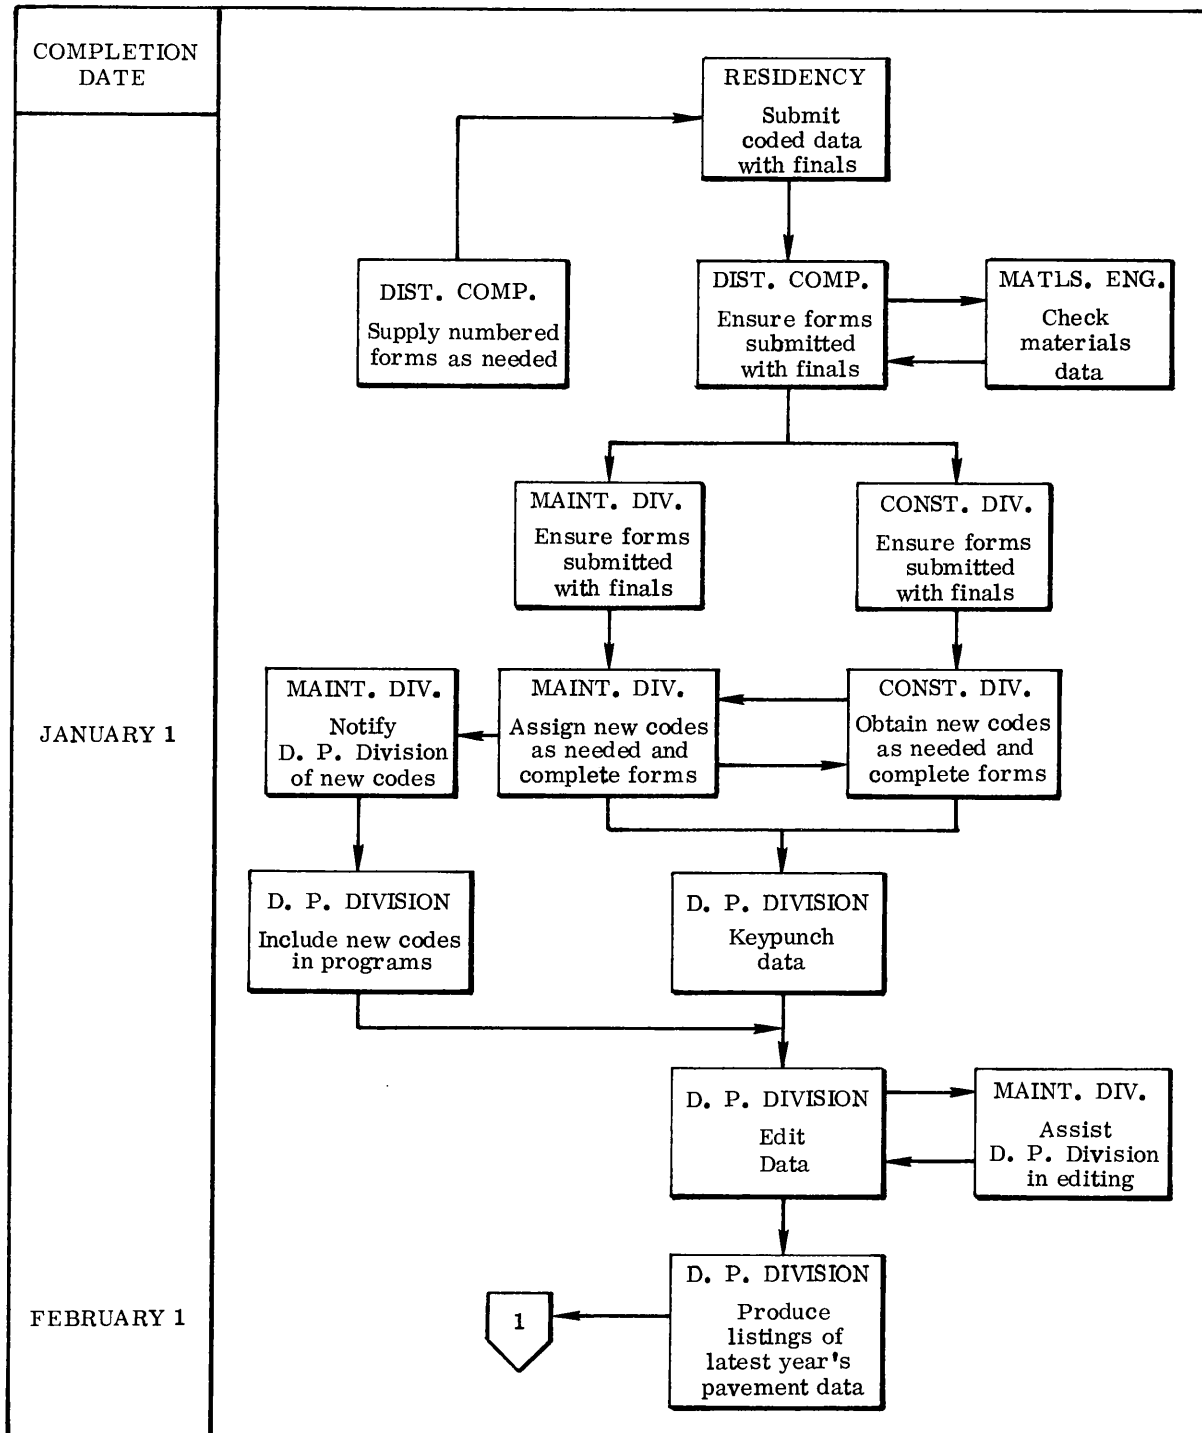 COMPLETION
DATE
RESIDENCY
Submit
coded data
with finals
DIST. COMP.
Supply numbered
forms as needed
DIST. COMP.
Ensure forms
submitted
with finals
MATLS. ENG.
Check
materials
data
MAINT. DIV.
Ensure forms
submitted
with finals
CONST. DIV.
Ensure forms
submitted
with finals
JANUARY 1
MAINT. DIV.
Notify
D. P. Division
of new codes
MAINT. DIV.
Assign new codes
as needed and
complete forms
CONST. DIV.
Obtain new codes
as needed and
complete forms
D. P. DIVISION
Include new codes
in programs
D. P. DIVISION
Keypunch
data
D. P. DIVISION
Edit
Data
MAINT. DIV.
Assist
D. P. Division
in editing
FEBRUARY 1
1
D. P. DIVISION
Produce
listings of
latest year's
pavement data